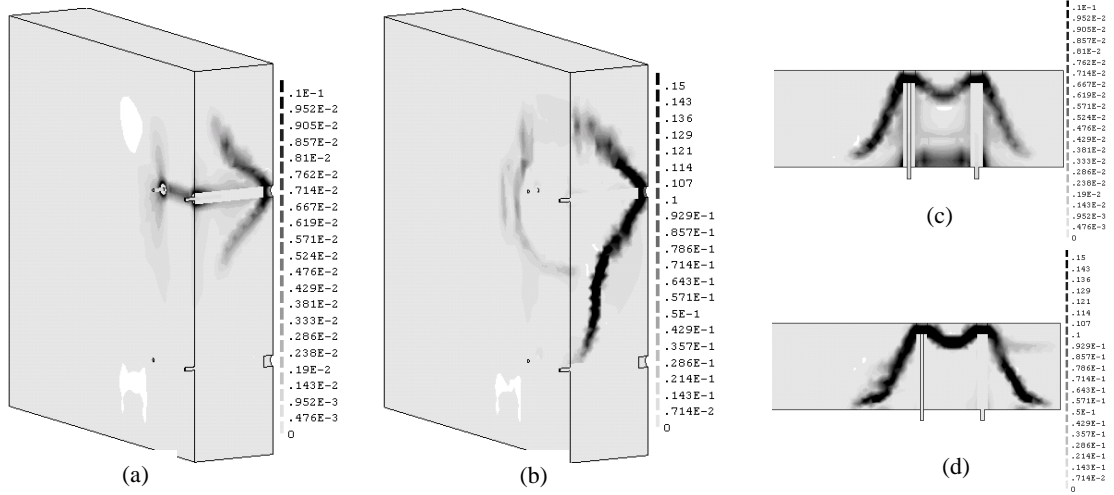 .1E-1
.952E-2
.905E-2
.857E-2
.81E-2
.762E-2
.714E-2
.667E-2
.619E-2
.571E-2
.524E-2
.476E-2
.429E-2
.381E-2
.333E-2
.286E-2
.238E-2
.19E-2
.143E-2
.952E-3
.476E-3
0
(a)
.15
.143
.136
.129
.121
.114
.107
.1
.929E-1
.857E-1
.786E-1
.714E-1
.643E-1
.571E-1
.5E-1
.429E-1
.357E-1
.286E-1
.214E-1
.143E-1
.714E-2
0
(b)
.1E-1
.952E-2
.905E-2
.857E-2
.81E-2
.762E-2
.714E-2
.667E-2
.619E-2
.571E-2
.524E-2
.476E-2
.429E-2
.381E-2
.333E-2
.286E-2
.238E-2
.19E-2
.143E-2
.952E-3
.476E-3
0
(c)
.15
.143
.136
.129
.121
.114
.107
.1
.929E-1
.857E-1
.786E-1
.714E-1
.643E-1
.571E-1
.5E-1
.429E-1
.357E-1
.286E-1
.214E-1
.143E-1
.714E-2
0
(d)